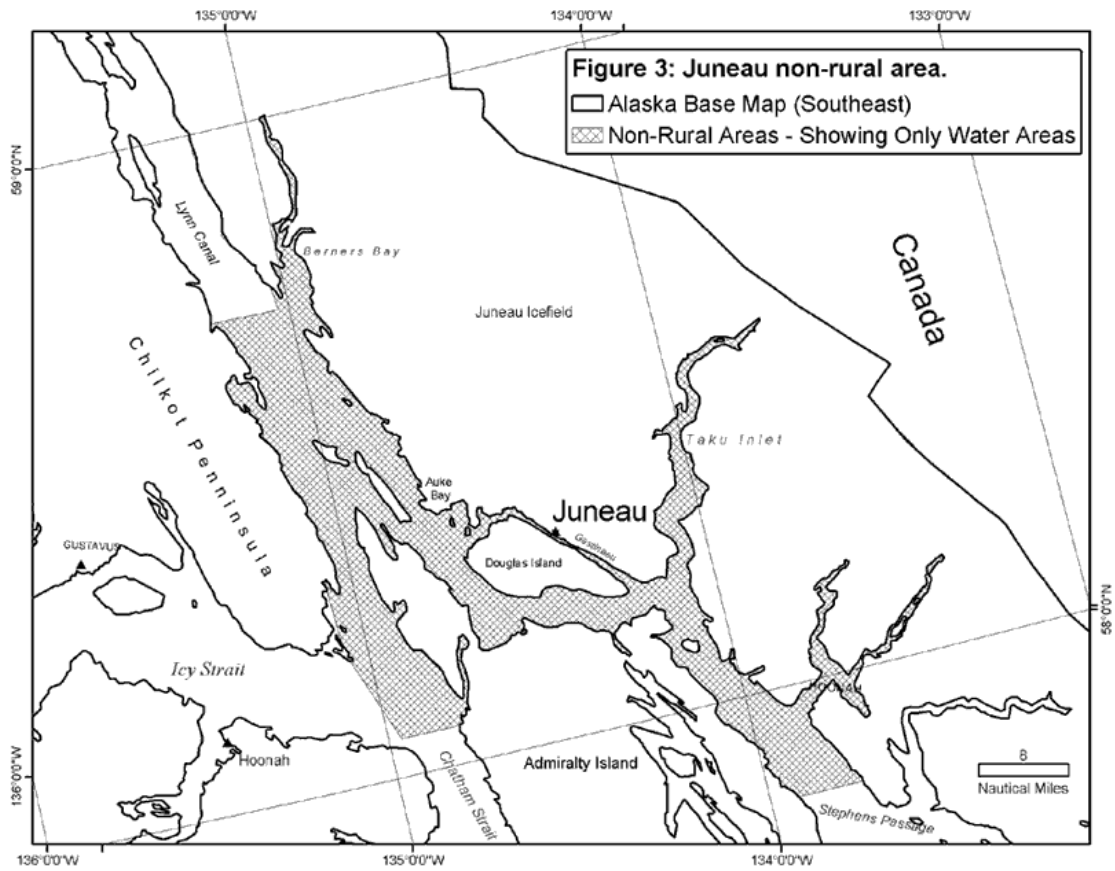 135°0'0"W
134°0'0"W
133°0'0"W
Figure 3: Juneau non-rural area.
Alaska Base Map (Southeast)
Non-Rural Areas - Showing Only Water Areas
59°0'0"N
Lynn Canal
Berners Bay
Canada
Juneau Icefield
Chilkot Penninsula
Taku Inlet
Auke
Bay
Juneau
Gastineau
GUSTAVUS
Douglas Island
58°0'0"N
Icy Strait
Hoonah
Admiralty Island
Chatham Strait
8
Nautical Miles
Stephens Passage
136°0'0"W
136°0'0"W
135°0'0"W
134°0'0"W